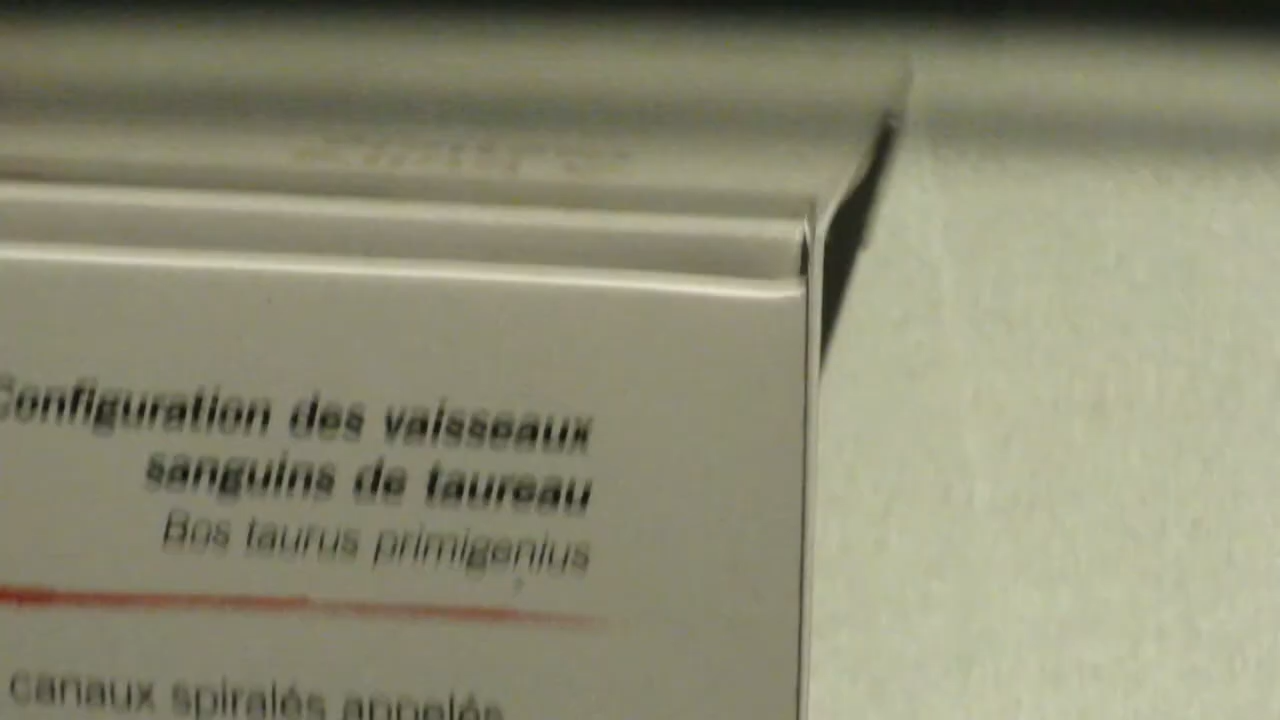 Configuration des vaisseaux
sanguins de taureau
Bos taurus primigenius
canaux spiralés appelés